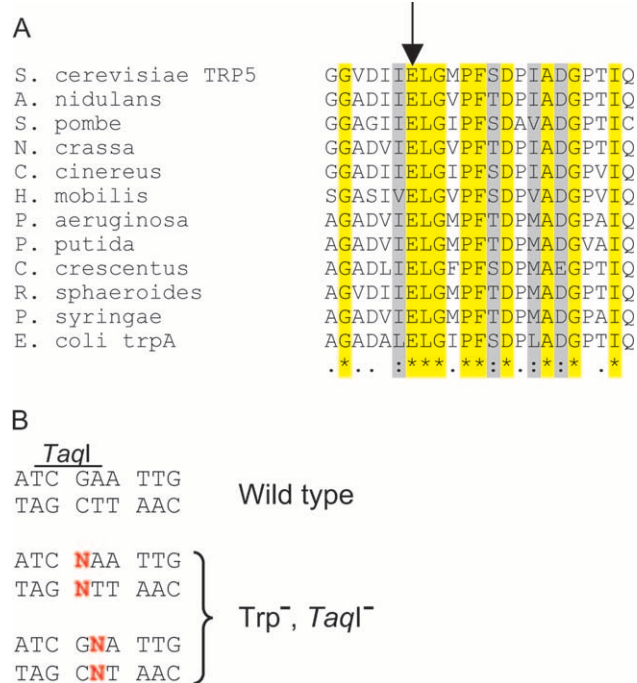 A
S. cerevisiae TRP5 GGVDIIELGMPFSDPIADGPTIQ
A. nidulans GGADIIELGVPFTDPIADGPTIQ
S. pombe GGAGIIELGIPFSDAVADGPTIC
N. crassa GGADVIELGVPFTDPIADGPTIQ
C. cinereus GGADIIELGIPFSDPIADGPVIQ
H. mobilis SGASIVELGVPFSDPVADGPVIQ
P. aeruginosa AGADVIELGMPFTDPMADGPAIQ
P. putida AGADVIELGMPFTDPMADGVAIQ
C. crescentus AGADLIELGFPFSDPMAEGPTIQ
R. sphaeroides AGVDIIELGMPFTDPMADGPTIQ
P. syringae AGADVIELGMPFSDPMADGPAIQ
E. coli trpA AGADALELGIPFSDPLADGPTIQ
.*.. :***.**:* :*:* .*
B
TaqI
ATC GAA TTG
TAG CTT AAC
Wild type
ATC NAA TTG
TAG NTT AAC
Trp⁻, TaqI⁻
ATC GNA TTG
TAG CNT AAC